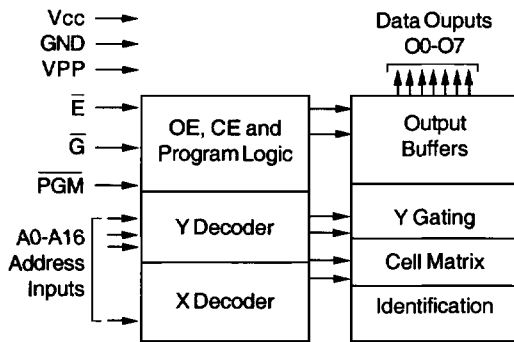 Vcc
GND
VPP
E̅
G̅
P̅G̅M̅
A0-A16
Address
Inputs
OE, CE and
Program Logic
Y Decoder
X Decoder
Data Ouputs
O0-O7
Output
Buffers
Y Gating
Cell Matrix
Identification